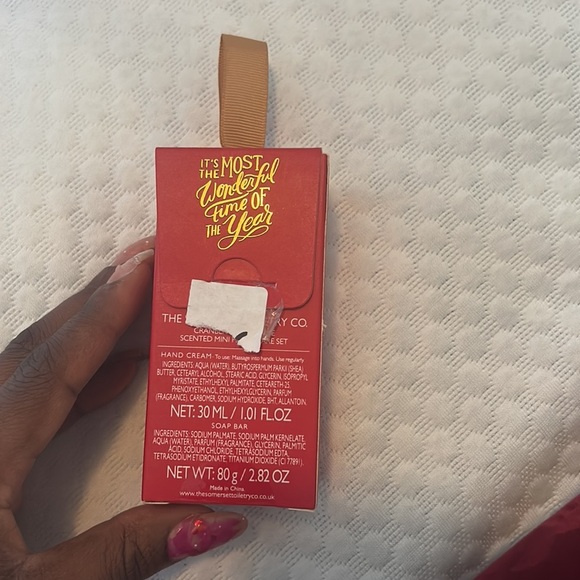 IT'S THE MOST
Wonderful
time OF
THE Year
THE RY CO.
SCENTED MINI SET
HAND CREAM - To use: Massage into hands. Use regularly
INGREDIENTS: AQUA (WATER), BUTYROSPERMUM PARKII (SHEA)
BUTTER, CETEARYL ALCOHOL, STEARIC ACID, GLYCERIN, ISOPROPYL
MYRISTATE, ETHYLHEXYL PALMITATE, CETEARETH-25,
PHENOXYETHANOL, ETHYLHEXYLGLYCERIN, PARFUM
(FRAGRANCE), CARBOMER, SODIUM HYDROXIDE, BHT, ALLANTOIN.
NET: 30 ML / 1.01 FL.OZ
SOAP BAR
INGREDIENTS: SODIUM PALMATE, SODIUM PALM KERNELATE,
AQUA (WATER), PARFUM (FRAGRANCE), GLYCERIN, PALMITIC
ACID, SODIUM CHLORIDE, TETRASODIUM EDTA,
TETRASODIUM ETIDRONATE, TITANIUM DIOXIDE (CI 77891).
NET WT: 80 g / 2.82 OZ
Made in China
www.thesomersettoiletryco.co.uk